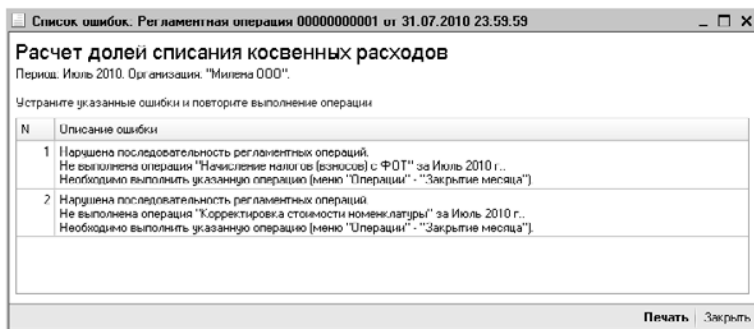 Список ошибок: Регламентная операция 00000000001 от 31.07.2010 23:59:59
Расчет долей списания косвенных расходов
Период: Июль 2010. Организация: "Милена ООО".
Устраните указанные ошибки и повторите выполнение операции
N Описание ошибки
1 Нарушена последовательность регламентных операций.
Не выполнена операция "Начисление налогов (взносов) с ФОТ" за Июль 2010 г..
Необходимо выполнить указанную операцию (меню "Операции" - "Закрытие месяца").
2 Нарушена последовательность регламентных операций.
Не выполнена операция "Корректировка стоимости номенклатуры" за Июль 2010 г..
Необходимо выполнить указанную операцию (меню "Операции" - "Закрытие месяца").
Печать Закрыть